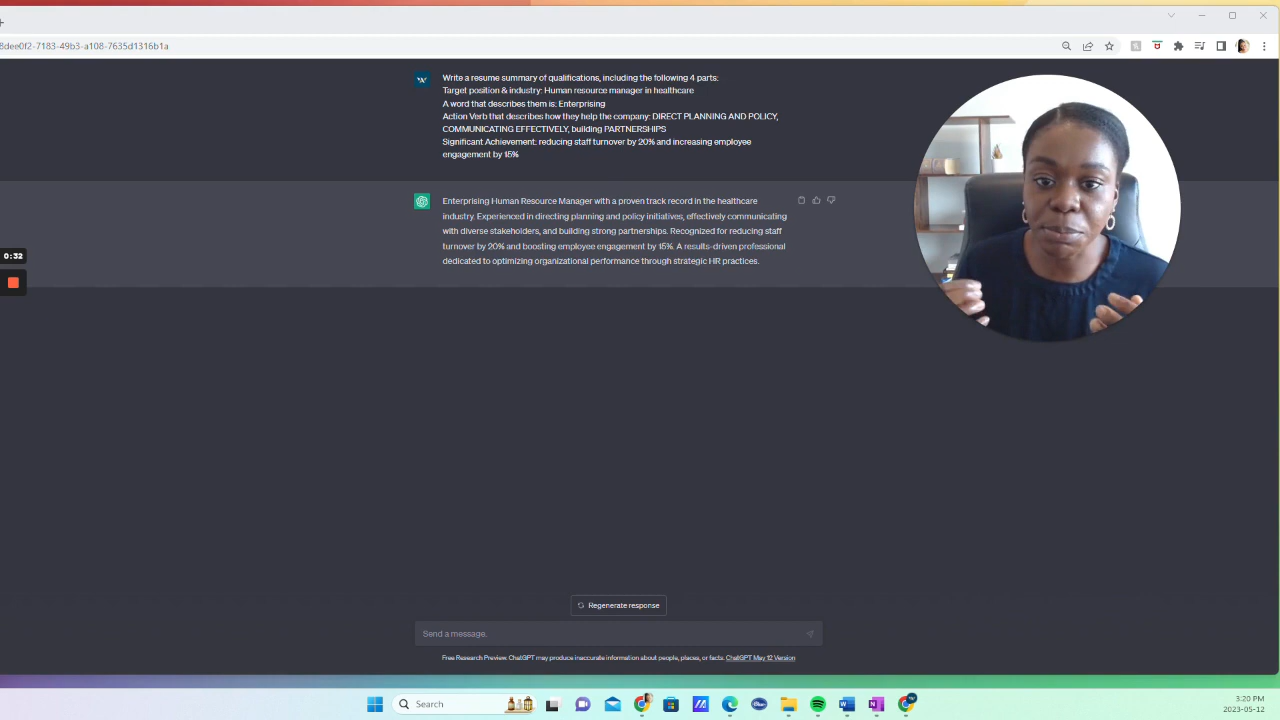 8dee0f2-7183-49b3-a108-7635d1316b1a
Write a resume summary of qualifications, including the following 4 parts:
Target position & industry: Human resource manager in healthcare
A word that describes them is: Enterprising
Action Verb that describes how they help the company: DIRECT PLANNING AND POLICY,
COMMUNICATING EFFECTIVELY, building PARTNERSHIPS
Significant Achievement: reducing staff turnover by 20% and increasing employee
engagement by 15%
Enterprising Human Resource Manager with a proven track record in the healthcare
industry. Experienced in directing planning and policy initiatives, effectively communicating
with diverse stakeholders, and building strong partnerships. Recognized for reducing staff
turnover by 20% and boosting employee engagement by 15%. A results-driven professional
dedicated to optimizing organizational performance through strategic HR practices.
0:32
Regenerate response
Send a message.
Free Research Preview. ChatGPT may produce inaccurate information about people, places, or facts. ChatGPT May 12 Version
Search
3:20 PM
2023-05-12